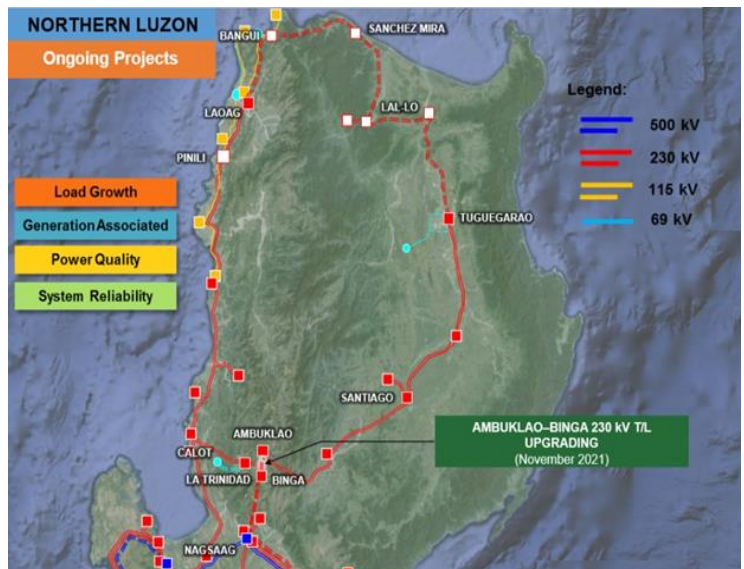 NORTHERN LUZON
Ongoing Projects
BANGUI
SANCHEZ MIRA
Legend:
500 kV
230 kV
115 kV
69 kV
LAOAG
LAL-LO
PINILI
Load Growth
Generation Associated
Power Quality
System Reliability
TUGUEGARAO
SANTIAGO
AMBUKLAO
AMBUKLAO–BINGA 230 kV T/L
UPGRADING
(November 2021)
CALOT
LA TRINIDAD
BINGA
NAGSAAG